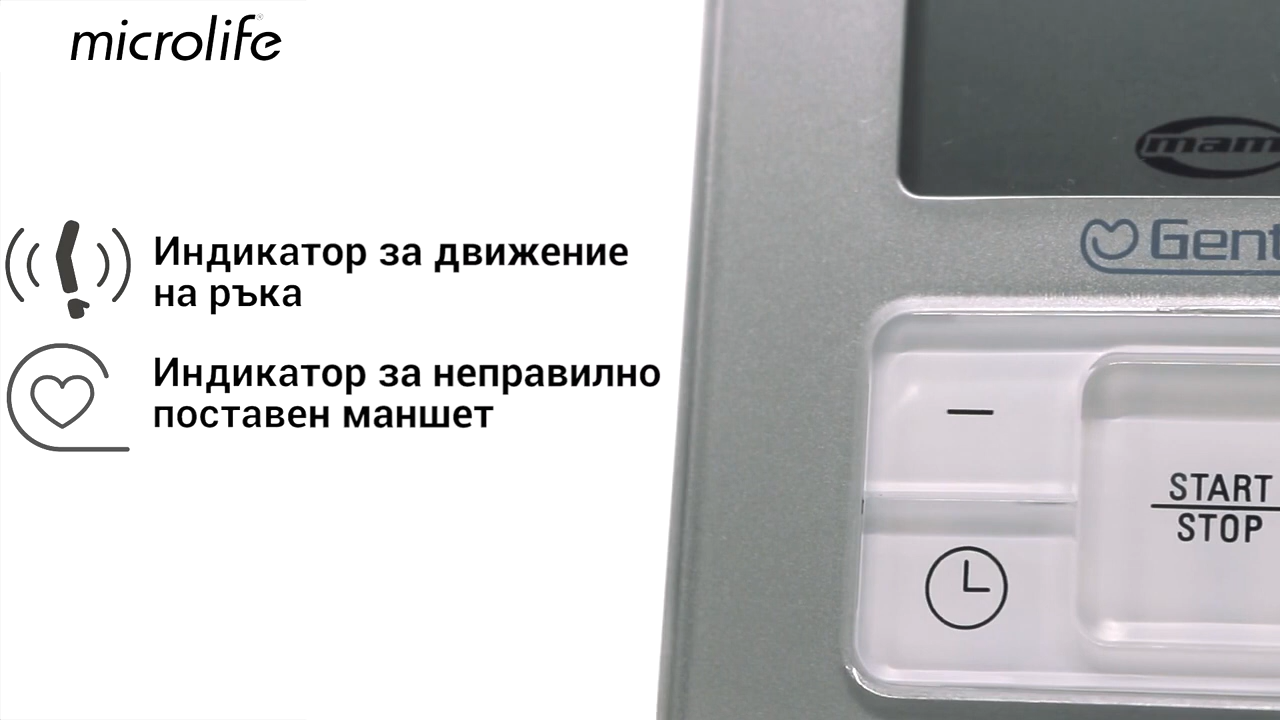 microlife®
Индикатор за движение
на ръка
Индикатор за неправилно
поставен маншет
START
STOP